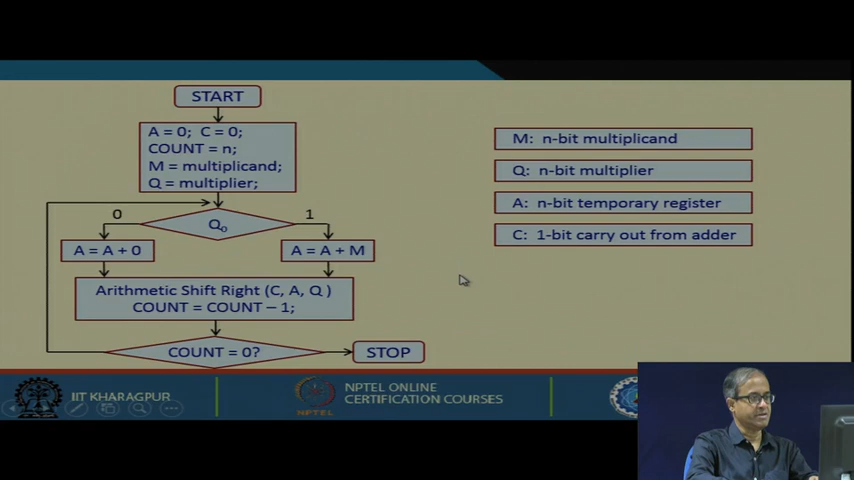 START
A = 0; C = 0;
COUNT = n;
M = multiplicand;
Q = multiplier;
0
1
Q₀
A = A + 0
A = A + M
Arithmetic Shift Right (C, A, Q )
COUNT = COUNT – 1;
COUNT = 0?
STOP
M: n-bit multiplicand
Q: n-bit multiplier
A: n-bit temporary register
C: 1-bit carry out from adder
IIT KHARAGPUR
NPTEL
NPTEL ONLINE
CERTIFICATION COURSES